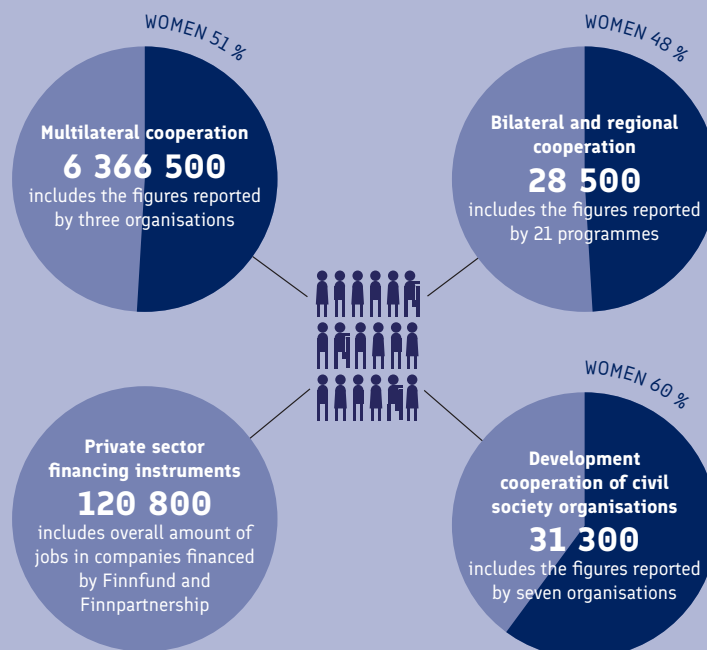 WOMEN 51 %
Multilateral cooperation
6 366 500
includes the figures reported
by three organisations
WOMEN 48 %
Bilateral and regional
cooperation
28 500
includes the figures reported
by 21 programmes
Private sector
financing instruments
120 800
includes overall amount of
jobs in companies financed
by Finnfund and
Finnpartnership
WOMEN 60 %
Development
cooperation of civil
society organisations
31 300
includes the figures reported
by seven organisations